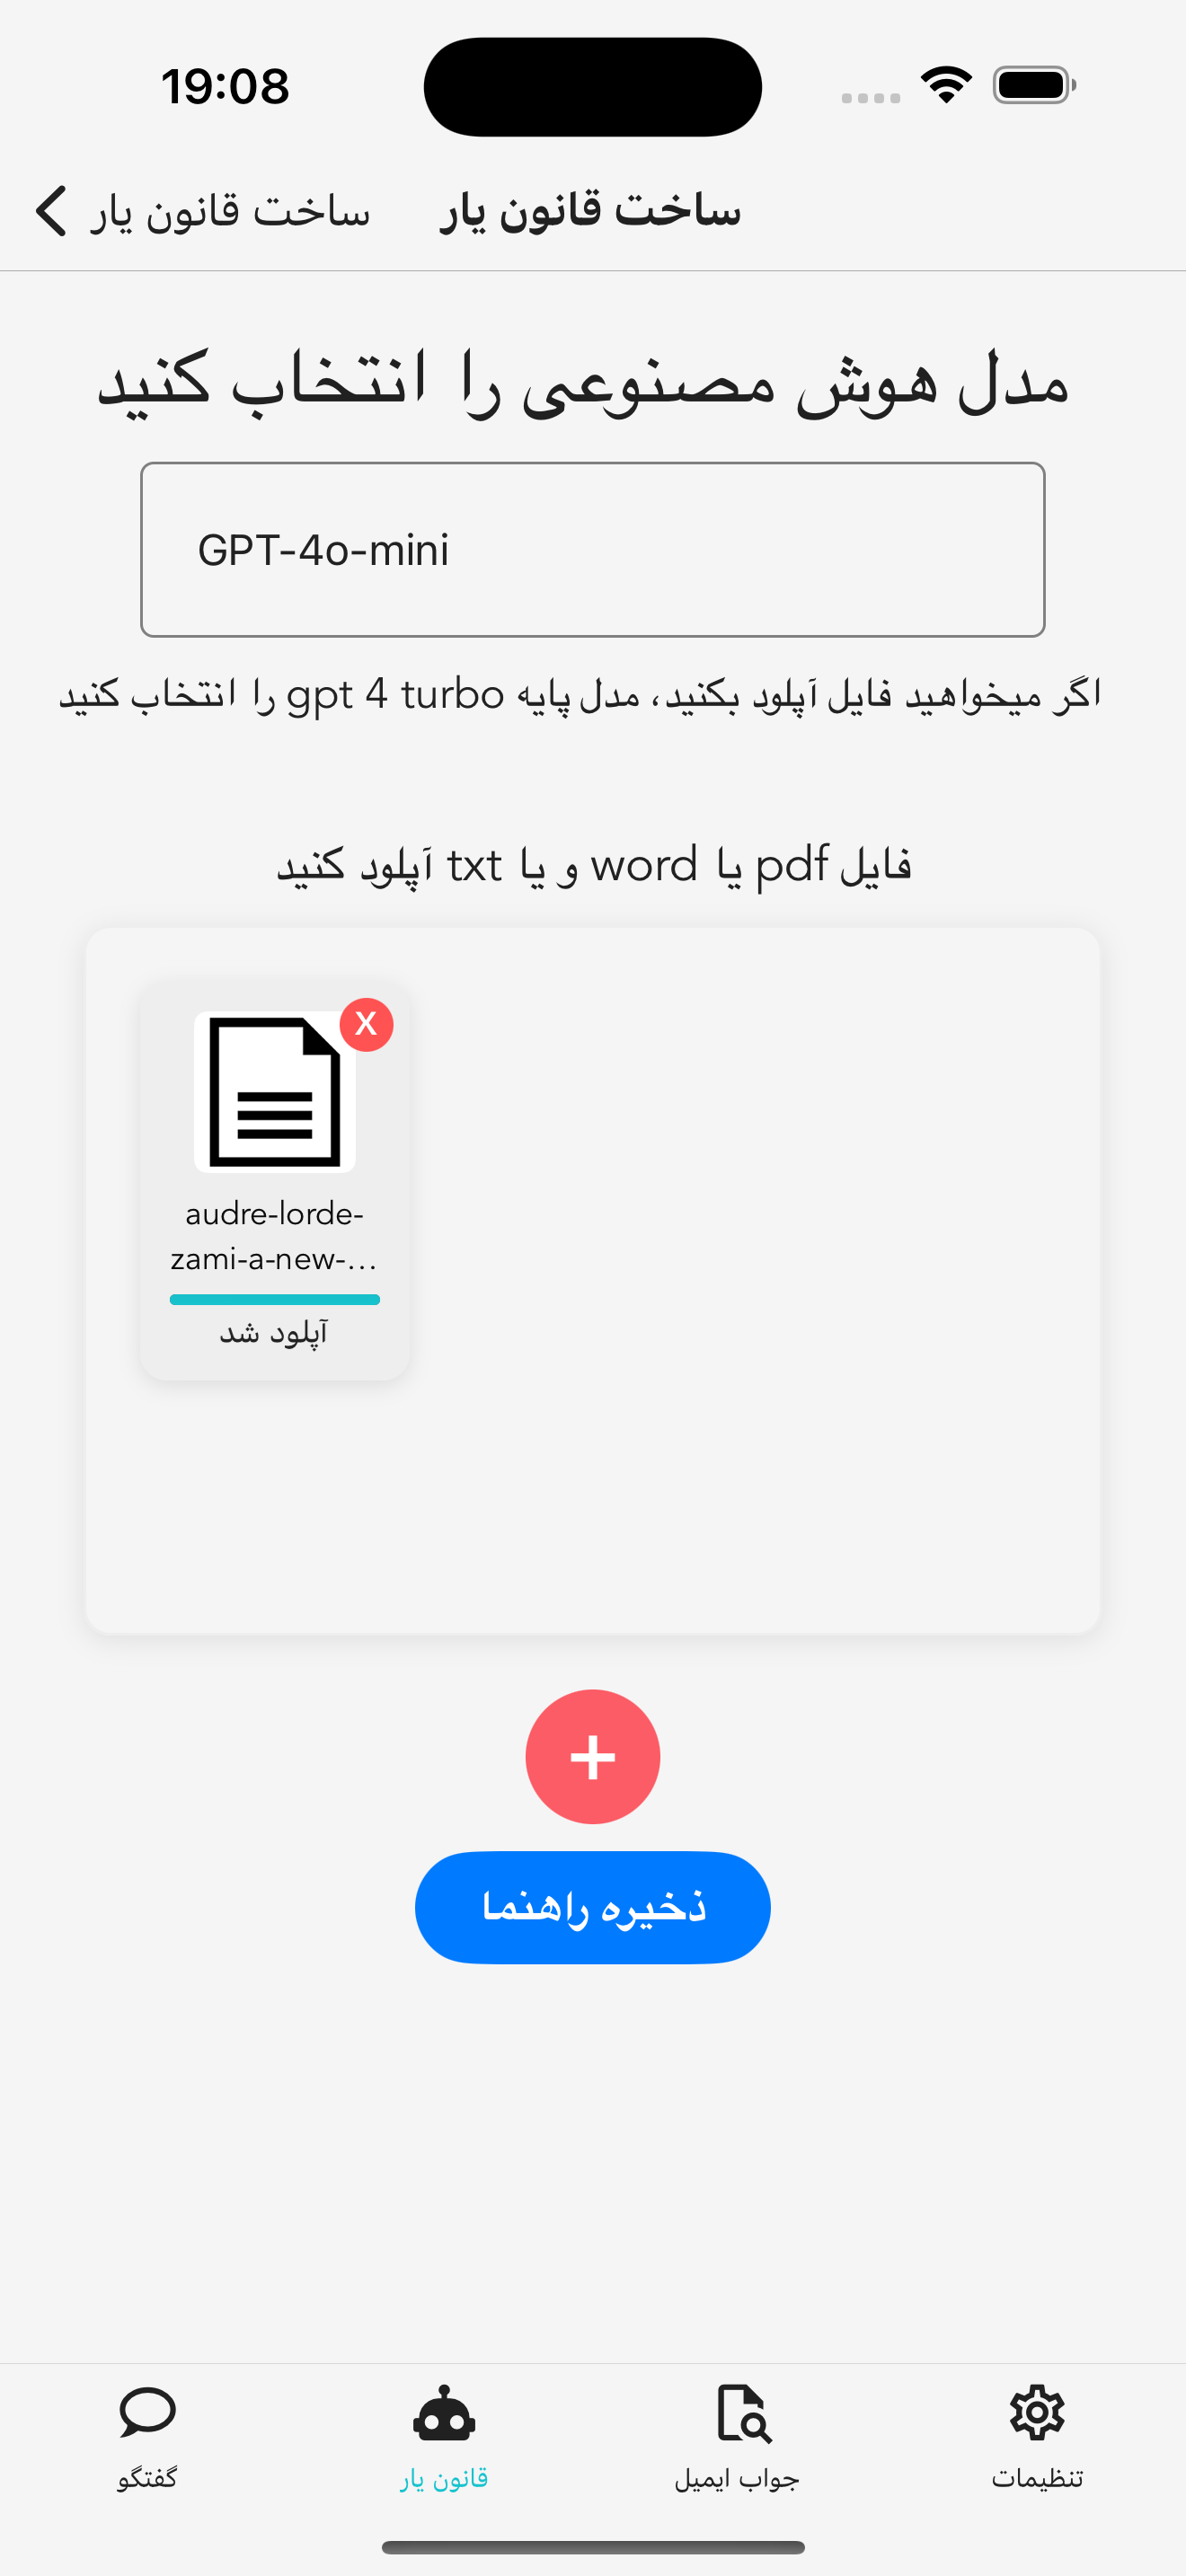 19:08
ساخت قانون یار
ساخت قانون یار
مدل هوش مصنوعی را انتخاب کنید
GPT-4o-mini
اگر میخواهید فایل آپلود بکنید، مدل پایه gpt 4 turbo را انتخاب کنید
فایل pdf یا word و یا txt آپلود کنید
X
audre-lorde-
zami-a-new-...
آپلود شد
+
ذخیره راهنما
گفتگو
قانون یار
جواب ایمیل
تنظیمات